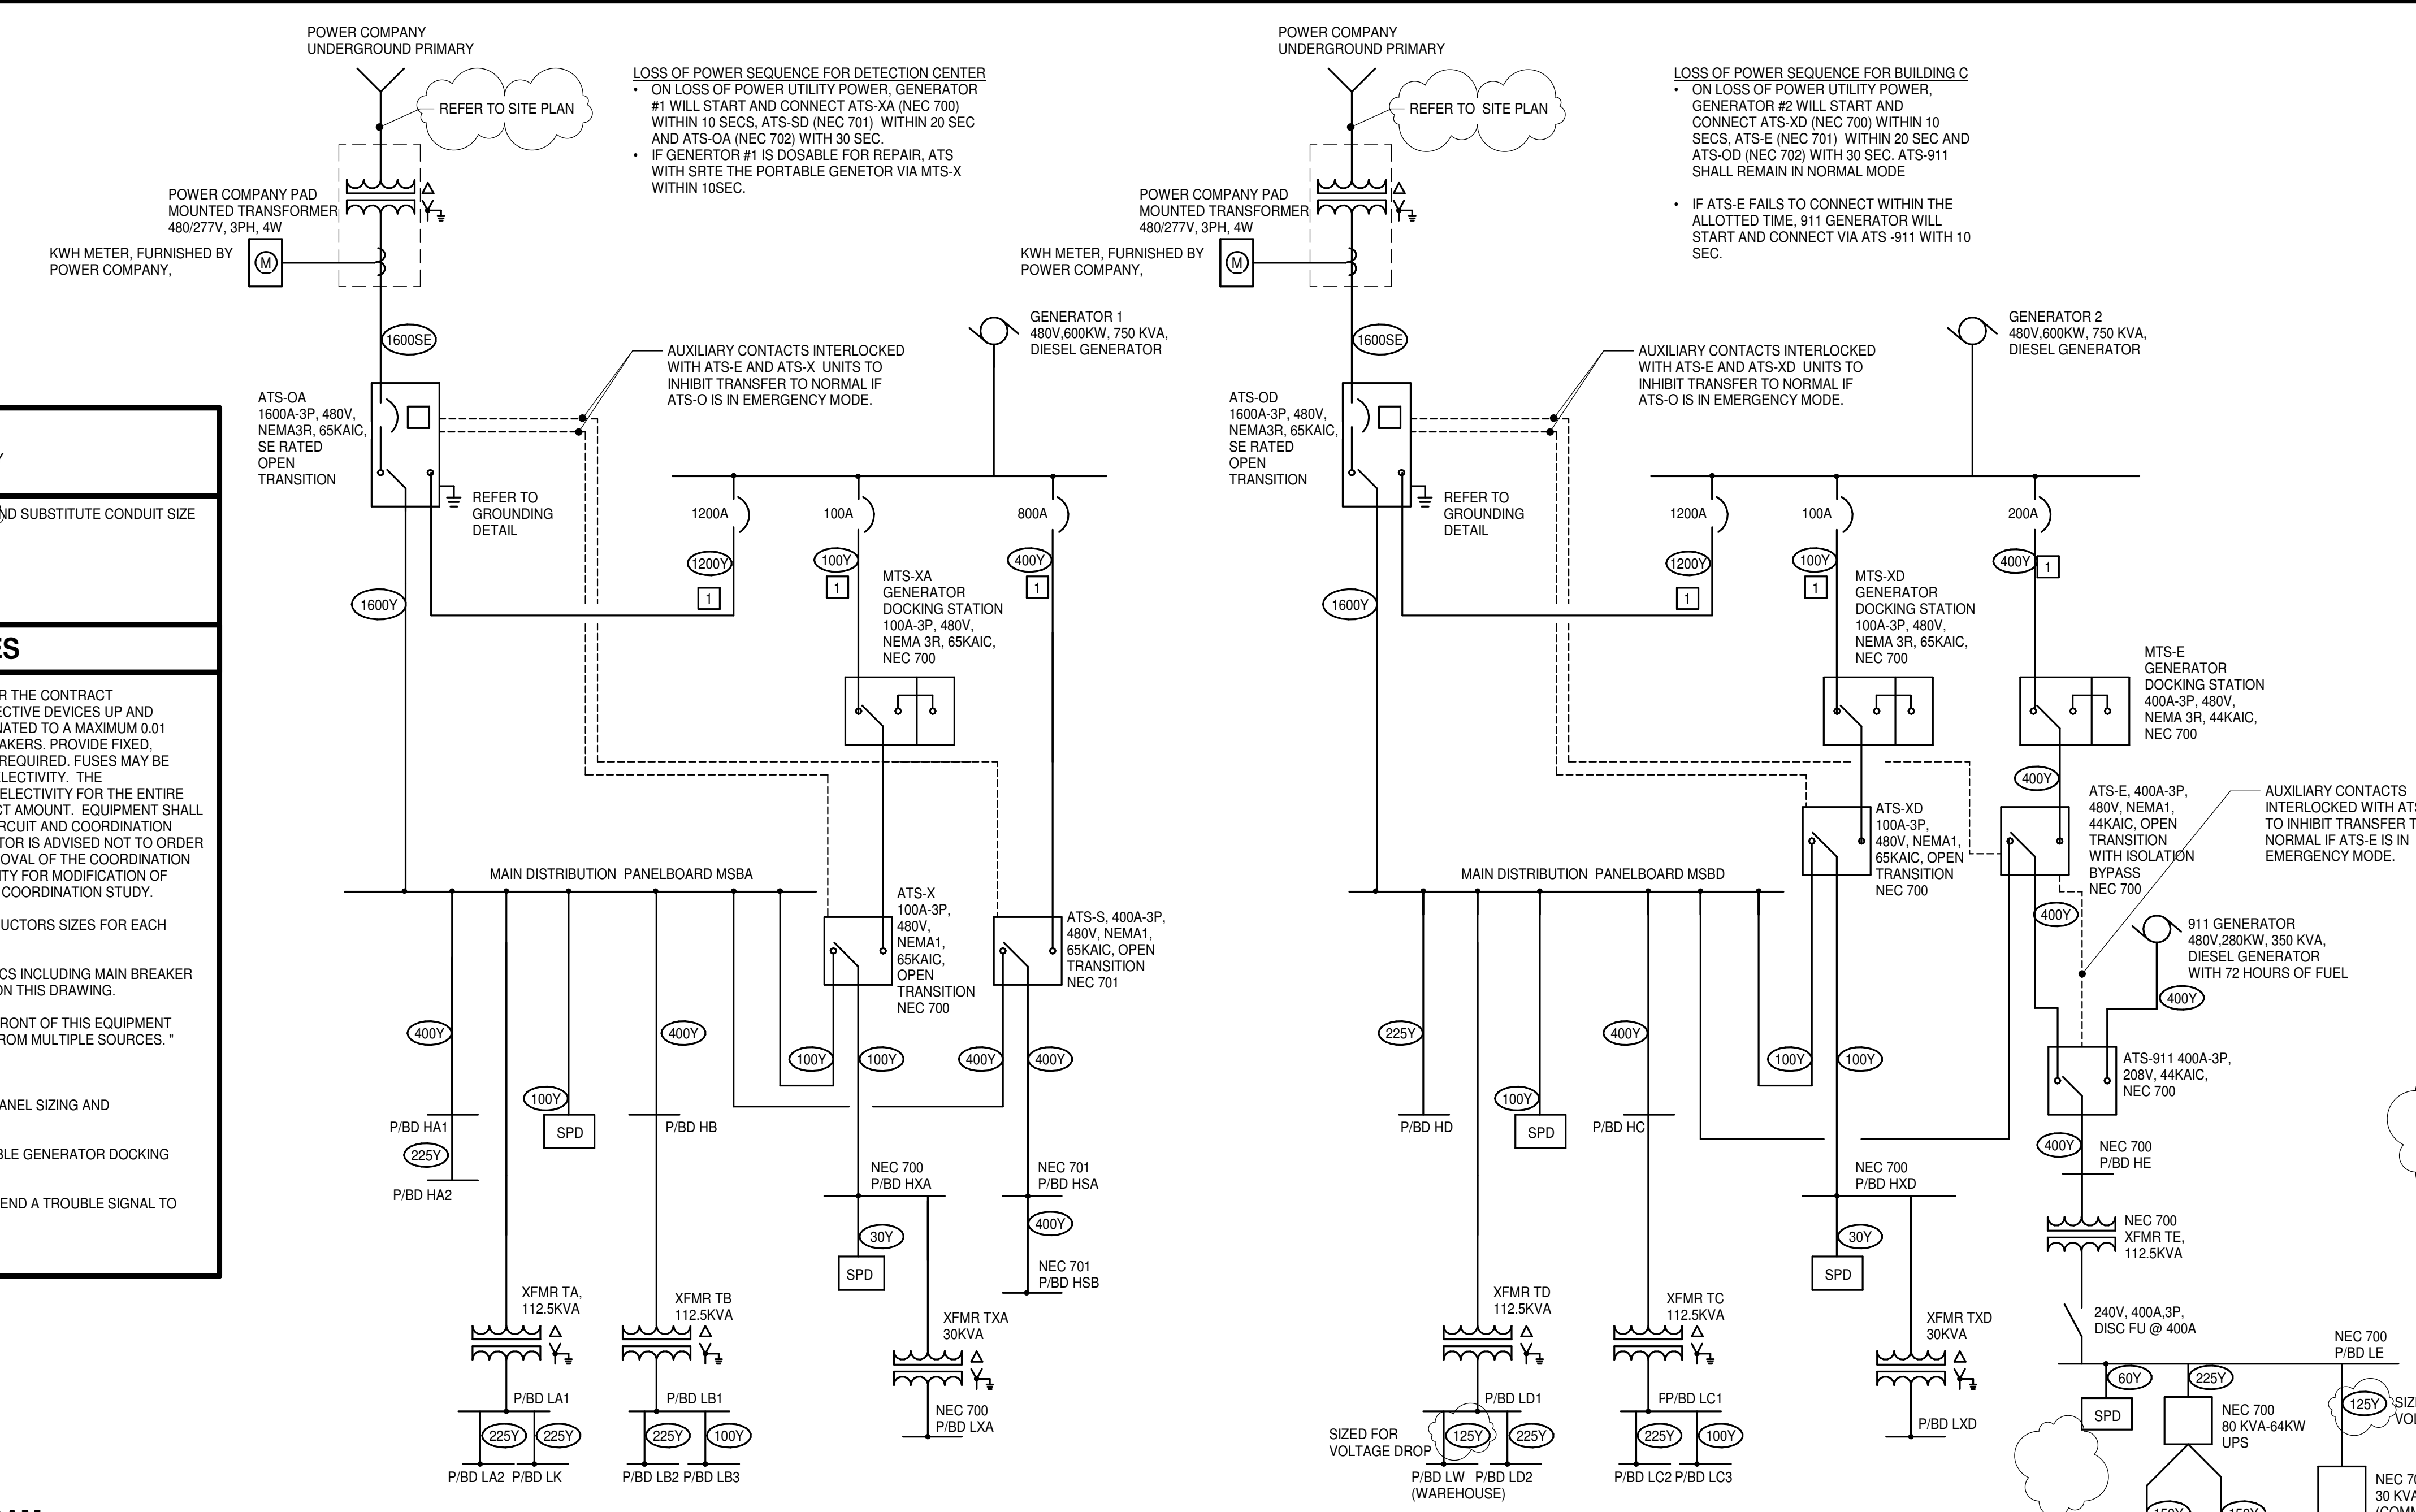 POWER COMPANY
UNDERGROUND PRIMARY
REFER TO SITE PLAN
LOSS OF POWER SEQUENCE FOR DETECTION CENTER
• ON LOSS OF POWER UTILITY POWER, GENERATOR
#1 WILL START AND CONNECT ATS-XA (NEC 700)
WITHIN 10 SECS, ATS-SD (NEC 701) WITHIN 20 SEC
AND ATS-OA (NEC 702) WITH 30 SEC.
• IF GENERTOR #1 IS DOSABLE FOR REPAIR, ATS
WITH SRTE THE PORTABLE GENETOR VIA MTS-X
WITHIN 10SEC.
POWER COMPANY PAD
MOUNTED TRANSFORMER
480/277V, 3PH, 4W
KWH METER, FURNISHED BY
POWER COMPANY,
M
1600SE
ATS-OA
1600A-3P, 480V,
NEMA3R, 65KAIC,
SE RATED
OPEN
TRANSITION
AUXILIARY CONTACTS INTERLOCKED
WITH ATS-E AND ATS-X UNITS TO
INHIBIT TRANSFER TO NORMAL IF
ATS-O IS IN EMERGENCY MODE.
GENERATOR 1
480V,600KW, 750 KVA,
DIESEL GENERATOR
REFER TO
GROUNDING
DETAIL
1200A
100A
800A
1200Y
1
100Y
1
400Y
1
1600Y
MTS-XA
GENERATOR
DOCKING STATION
100A-3P, 480V,
NEMA 3R, 65KAIC,
NEC 700
MAIN DISTRIBUTION PANELBOARD MSBA
ATS-X
100A-3P,
480V,
NEMA1,
65KAIC,
OPEN
TRANSITION
NEC 700
ATS-S, 400A-3P,
480V, NEMA1,
65KAIC, OPEN
TRANSITION
NEC 701
400Y
400Y
100Y
100Y
400Y
400Y
100Y
SPD
P/BD HA1
225Y
P/BD HA2
P/BD HB
NEC 700
P/BD HXA
NEC 701
P/BD HSA
30Y
SPD
400Y
NEC 701
P/BD HSB
XFMR TA,
112.5KVA
XFMR TB
112.5KVA
XFMR TXA
30KVA
P/BD LA1
225Y
225Y
P/BD LA2
P/BD LK
P/BD LB1
225Y
100Y
P/BD LB2
P/BD LB3
NEC 700
P/BD LXA
POWER COMPANY
UNDERGROUND PRIMARY
REFER TO SITE PLAN
LOSS OF POWER SEQUENCE FOR BUILDING C
• ON LOSS OF POWER UTILITY POWER,
GENERATOR #2 WILL START AND
CONNECT ATS-XD (NEC 700) WITHIN 10
SECS, ATS-E (NEC 701) WITHIN 20 SEC AND
ATS-OD (NEC 702) WITH 30 SEC. ATS-911
SHALL REMAIN IN NORMAL MODE
• IF ATS-E FAILS TO CONNECT WITHIN THE
ALLOTTED TIME, 911 GENERATOR WILL
START AND CONNECT VIA ATS -911 WITH 10
SEC.
POWER COMPANY PAD
MOUNTED TRANSFORMER
480/277V, 3PH, 4W
KWH METER, FURNISHED BY
POWER COMPANY,
M
1600SE
ATS-OD
1600A-3P, 480V,
NEMA3R, 65KAIC,
SE RATED
OPEN
TRANSITION
AUXILIARY CONTACTS INTERLOCKED
WITH ATS-E AND ATS-XD UNITS TO
INHIBIT TRANSFER TO NORMAL IF
ATS-O IS IN EMERGENCY MODE.
GENERATOR 2
480V,600KW, 750 KVA,
DIESEL GENERATOR
REFER TO
GROUNDING
DETAIL
1200A
100A
200A
1200Y
1
100Y
1
400Y
1
1600Y
MTS-XD
GENERATOR
DOCKING STATION
100A-3P, 480V,
NEMA 3R, 65KAIC,
NEC 700
MTS-E
GENERATOR
DOCKING STATION
400A-3P, 480V,
NEMA 3R, 44KAIC,
NEC 700
400Y
ATS-XD
100A-3P,
480V, NEMA1,
65KAIC, OPEN
TRANSITION
NEC 700
ATS-E, 400A-3P,
480V, NEMA1,
44KAIC, OPEN
TRANSITION
WITH ISOLATION
BYPASS
NEC 700
AUXILIARY CONTACTS
INTERLOCKED WITH ATS
TO INHIBIT TRANSFER T
NORMAL IF ATS-E IS IN
EMERGENCY MODE.
MAIN DISTRIBUTION PANELBOARD MSBD
400Y
911 GENERATOR
480V,280KW, 350 KVA,
DIESEL GENERATOR
WITH 72 HOURS OF FUEL
400Y
225Y
400Y
100Y
100Y
ATS-911 400A-3P,
208V, 44KAIC,
NEC 700
100Y
SPD
P/BD HD
P/BD HC
400Y
NEC 700
P/BD HE
NEC 700
P/BD HXD
30Y
SPD
NEC 700
XFMR TE,
112.5KVA
XFMR TD
112.5KVA
XFMR TC
112.5KVA
XFMR TXD
30KVA
240V, 400A,3P,
DISC FU @ 400A
NEC 700
P/BD LE
60Y
SPD
225Y
NEC 700
80 KVA-64KW
UPS
125Y
SIZE
VOL
P/BD LD1
SIZED FOR
VOLTAGE DROP
125Y
225Y
P/BD LW
(WAREHOUSE)
P/BD LD2
FP/BD LC1
225Y
100Y
P/BD LC2
P/BD LC3
P/BD LXD
150Y
150Y
NEC 70
30 KVA
(COMM
ND SUBSTITUTE CONDUIT SIZE
ES
R THE CONTRACT
ECTIVE DEVICES UP AND
NATED TO A MAXIMUM 0.01
AKERS. PROVIDE FIXED,
REQUIRED. FUSES MAY BE
LECTIVITY. THE
ELECTIVITY FOR THE ENTIRE
CT AMOUNT. EQUIPMENT SHALL
RCUIT AND COORDINATION
TOR IS ADVISED NOT TO ORDER
OVAL OF THE COORDINATION
ITY FOR MODIFICATION OF
COORDINATION STUDY.
UCTORS SIZES FOR EACH
CS INCLUDING MAIN BREAKER
ON THIS DRAWING.
RONT OF THIS EQUIPMENT
ROM MULTIPLE SOURCES. "
ANEL SIZING AND
BLE GENERATOR DOCKING
END A TROUBLE SIGNAL TO